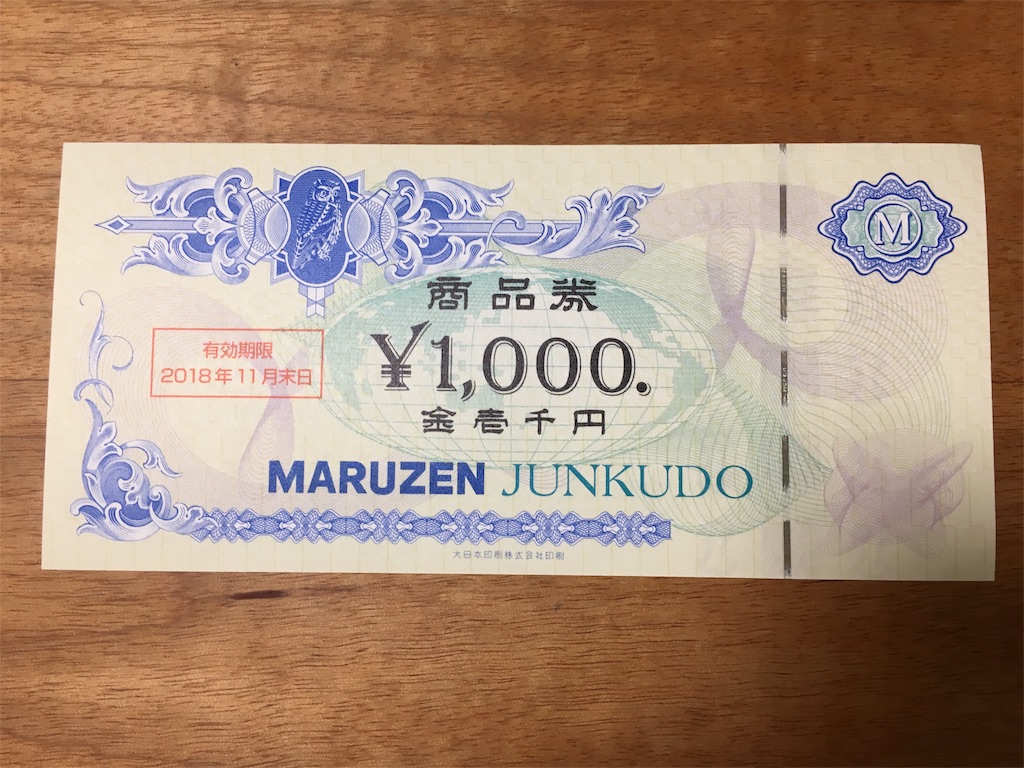 M
商品券
有効期限
2018年11月末日
¥1,000.
金壱千円
MARUZEN JUNKUDO
大日本印刷株式会社印刷